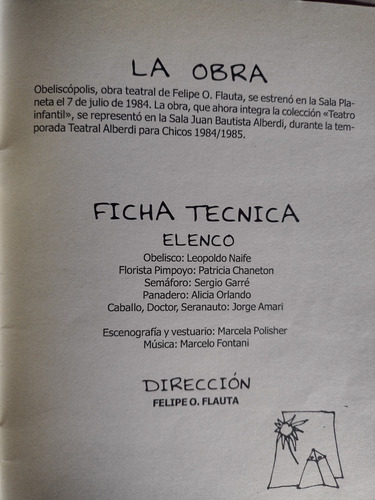 LA OBRA
Obeliscópolis, obra teatral de Felipe O. Flauta, se estrenó en la Sala Pla-
neta el 7 de julio de 1984. La obra, que ahora integra la colección «Teatro
infantil», se representó en la Sala Juan Bautista Alberdi, durante la tem-
porada Teatral Alberdi para Chicos 1984/1985.
FICHA TECNICA
ELENCO
Obelisco: Leopoldo Naife
Florista Pimpoyo: Patricia Chaneton
Semáforo: Sergio Garré
Panadero: Alicia Orlando
Caballo, Doctor, Seranauto: Jorge Amari
Escenografía y vestuario: Marcela Polisher
Música: Marcelo Fontani
DIRECCIÓN
FELIPE O. FLAUTA